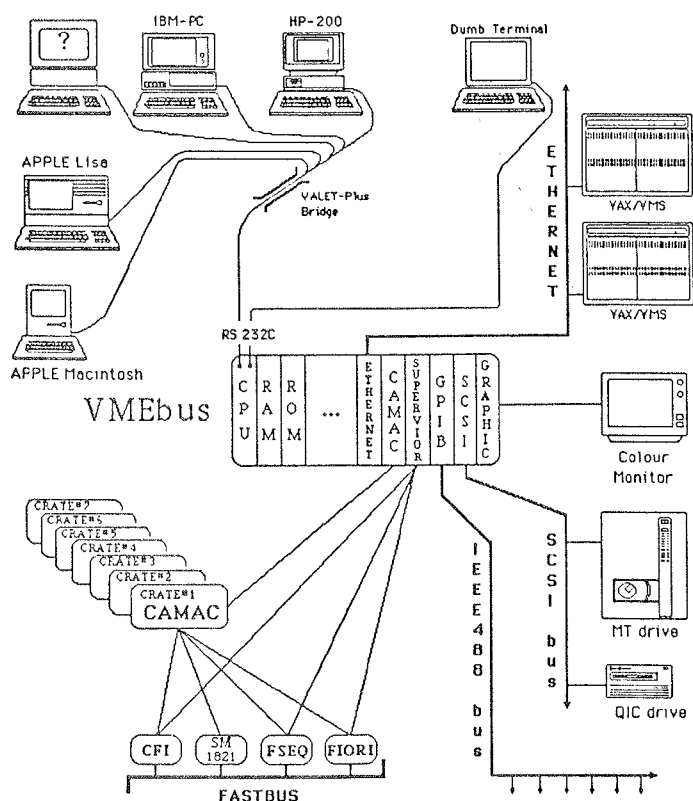 ?
IBM-PC
HP-200
Dumb Terminal
APPLE Lisa
VALET-Plus
Bridge
ETHERNET
VAX/VMS
VAX/VMS
APPLE Macintosh
RS 232C
VMEbus
CPU
RAM
ROM
...
ETHERNET
CAMAC
SUPERVIOR
GPIB
SCSI
GRAPHIC
Colour
Monitor
CRATE#7
CRATE#6
CRATE#5
CRATE#4
CRATE#3
CRATE#2
CRATE#1
CAMAC
IEEE488 bus
SCSI bus
MT drive
QIC drive
CFI
SM
1821
FSEQ
FIORI
FASTBUS